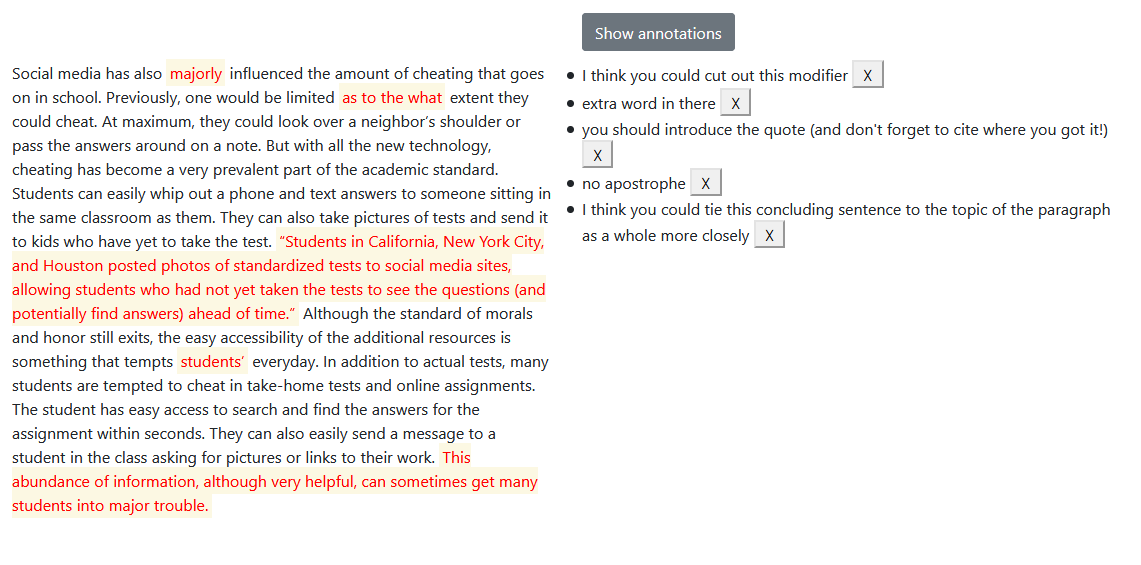 Show annotations
Social media has also majorly influenced the amount of cheating that goes
on in school. Previously, one would be limited as to the what extent they
could cheat. At maximum, they could look over a neighbor’s shoulder or
pass the answers around on a note. But with all the new technology,
cheating has become a very prevalent part of the academic standard.
Students can easily whip out a phone and text answers to someone sitting in
the same classroom as them. They can also take pictures of tests and send it
to kids who have yet to take the test. “Students in California, New York City,
and Houston posted photos of standardized tests to social media sites,
allowing students who had not yet taken the tests to see the questions (and
potentially find answers) ahead of time.” Although the standard of morals
and honor still exits, the easy accessibility of the additional resources is
something that tempts students’ everyday. In addition to actual tests, many
students are tempted to cheat in take-home tests and online assignments.
The student has easy access to search and find the answers for the
assignment within seconds. They can also easily send a message to a
student in the class asking for pictures or links to their work. This
abundance of information, although very helpful, can sometimes get many
students into major trouble.
I think you could cut out this modifier X
extra word in there X
you should introduce the quote (and don't forget to cite where you got it!)
X
no apostrophe X
I think you could tie this concluding sentence to the topic of the paragraph
as a whole more closely X